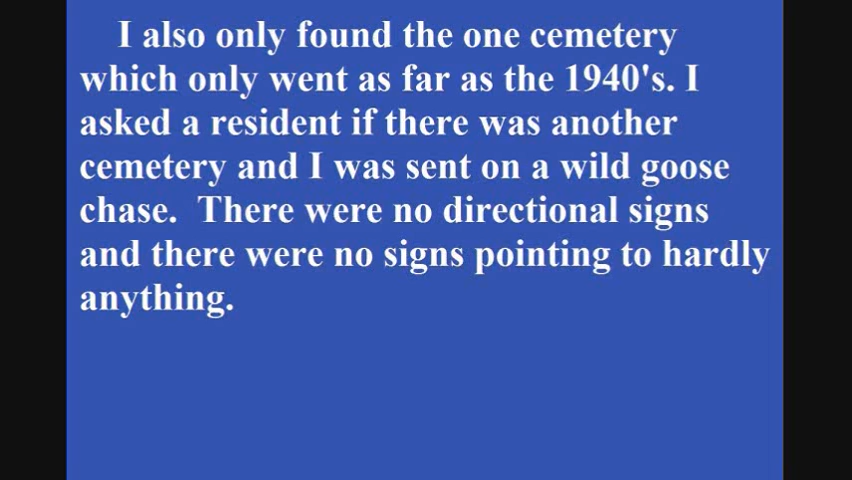 I also only found the one cemetery
which only went as far as the 1940's. I
asked a resident if there was another
cemetery and I was sent on a wild goose
chase.  There were no directional signs
and there were no signs pointing to hardly
anything.